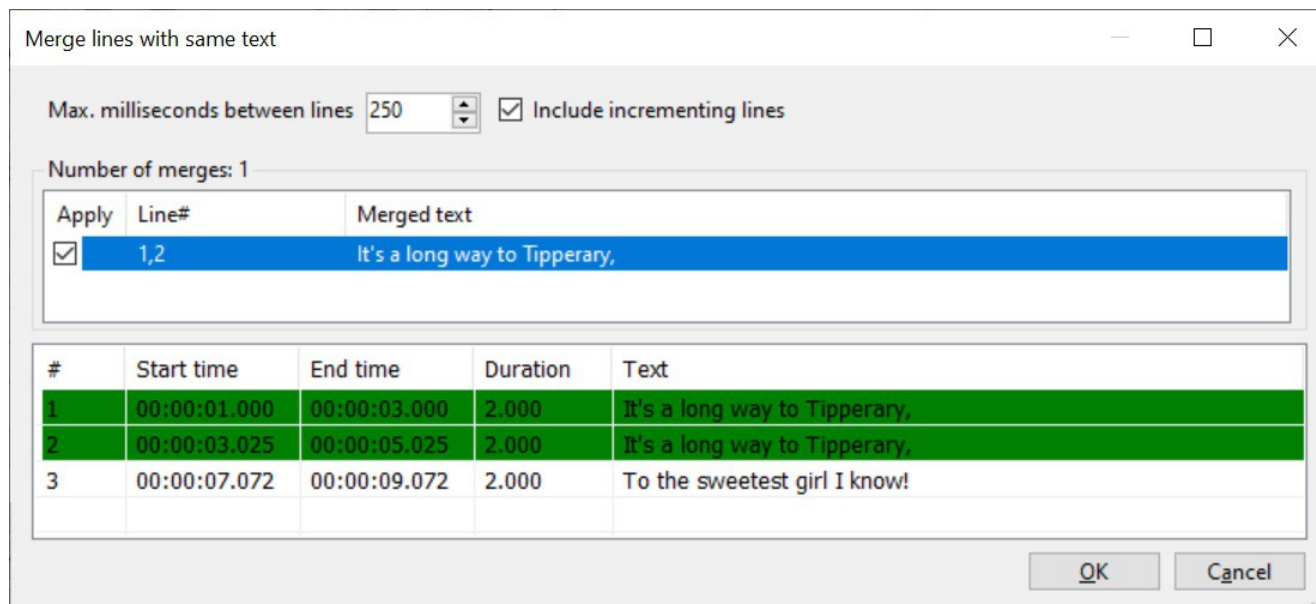 Merge lines with same text
Max. milliseconds between lines 250 Include incrementing lines
Number of merges: 1
Apply Line# Merged text
1,2 It's a long way to Tipperary,
# Start time End time Duration Text
1 00:00:01.000 00:00:03.000 2.000 It's a long way to Tipperary,
2 00:00:03.025 00:00:05.025 2.000 It's a long way to Tipperary,
3 00:00:07.072 00:00:09.072 2.000 To the sweetest girl I know!
OK Cancel